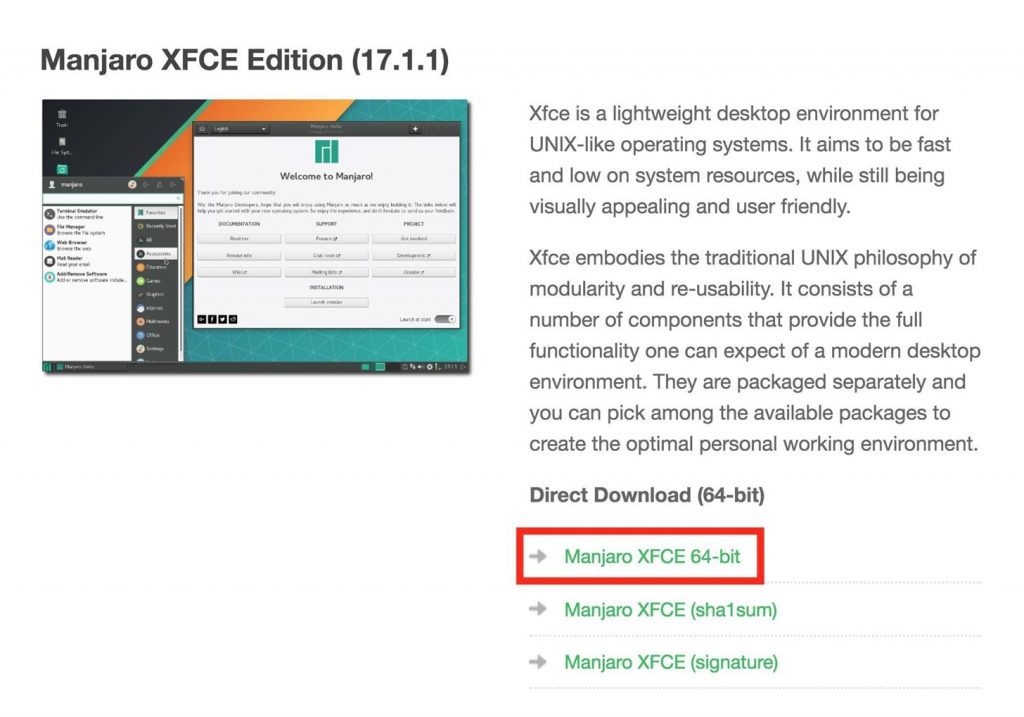 Manjaro XFCE Edition (17.1.1)
Trash
File Syst...
manjaro
Terminal Emulator
Use the command line
File Manager
Browse the file system
Web Browser
Browse the web
Mail Reader
Read your email
Add/Remove Software
Add or remove software installe...
Favorites
Recently Used
All
Accessories
Education
Games
Graphics
Internet
Multimedia
Office
Settings
Manjaro Hello
English
Manjaro Hello
Welcome to Manjaro!
Thank you for joining our community!
We, the Manjaro Developers, hope that you will enjoy using Manjaro as much as we enjoy building it. The links below will
help you get started with your new operating system. So enjoy the experience, and don't hesitate to send us your feedback.
DOCUMENTATION
SUPPORT
PROJECT
Read me
Forums
Get involved
Release info
Chat room
Development
Wiki
Mailing lists
Donate
INSTALLATION
Launch installer
Launch at start
Xfce is a lightweight desktop environment for
UNIX-like operating systems. It aims to be fast
and low on system resources, while still being
visually appealing and user friendly.
Xfce embodies the traditional UNIX philosophy of
modularity and re-usability. It consists of a
number of components that provide the full
functionality one can expect of a modern desktop
environment. They are packaged separately and
you can pick among the available packages to
create the optimal personal working environment.
Direct Download (64-bit)
Manjaro XFCE 64-bit
Manjaro XFCE (sha1sum)
Manjaro XFCE (signature)